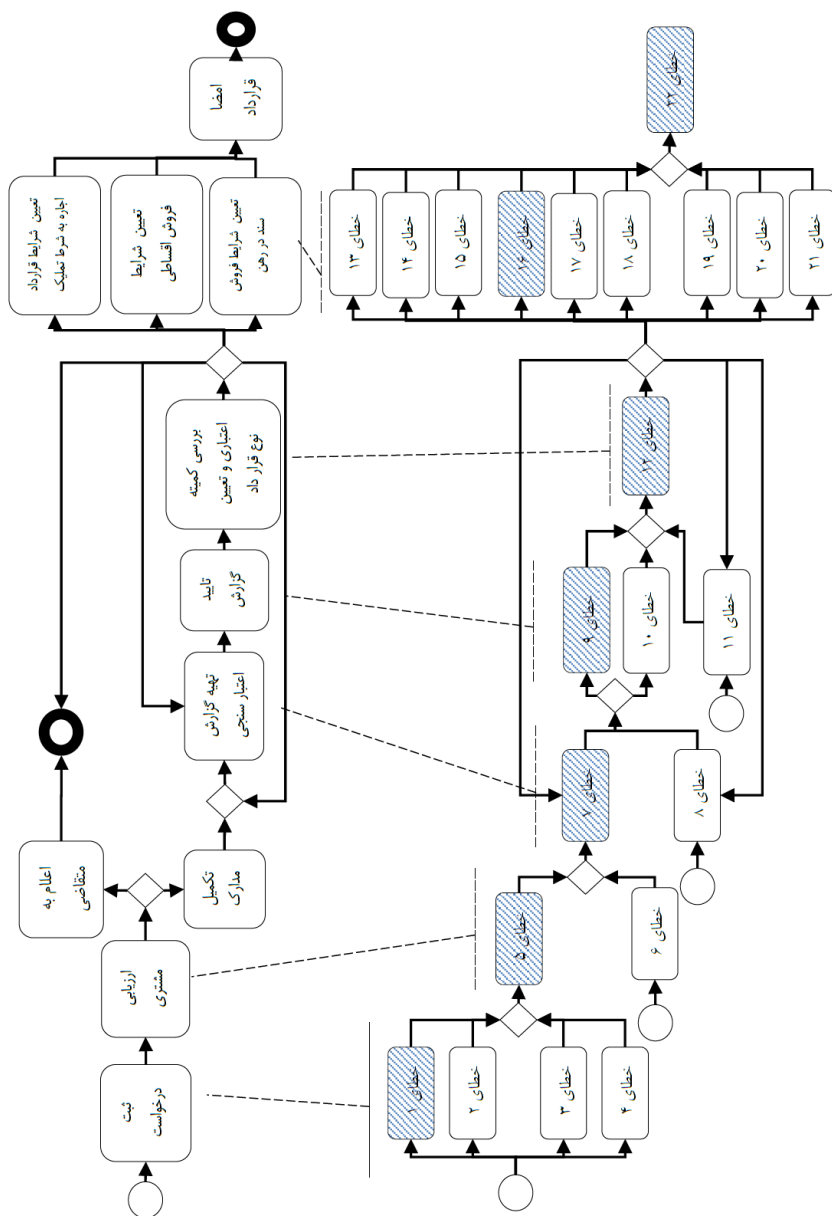 ثبت
درخواست
ارزیابی
مشتری
اعلام به
متقاضی
تکمیل
مدارک
تهیه گزارش
اعتبار سنجی
تایید
گزارش
بررسی کمیته
اعتباری و تعیین
نوع قرار داد
تعیین شرایط قرارداد
اجاره به شرط تملیک
تعیین شرایط
فروش اقساطی
تعیین شرایط فروش
سند در رهن
امضا
قرارداد
خطای ۱
خطای ۲
خطای ۳
خطای ۴
خطای ۵
خطای ۶
خطای ۷
خطای ۸
خطای ۹
خطای ۱۰
خطای ۱۱
خطای ۱۲
خطای ۱۳
خطای ۱۴
خطای ۱۵
خطای ۱۶
خطای ۱۷
خطای ۱۸
خطای ۱۹
خطای ۲۰
خطای ۲۱
خطای ۲۲